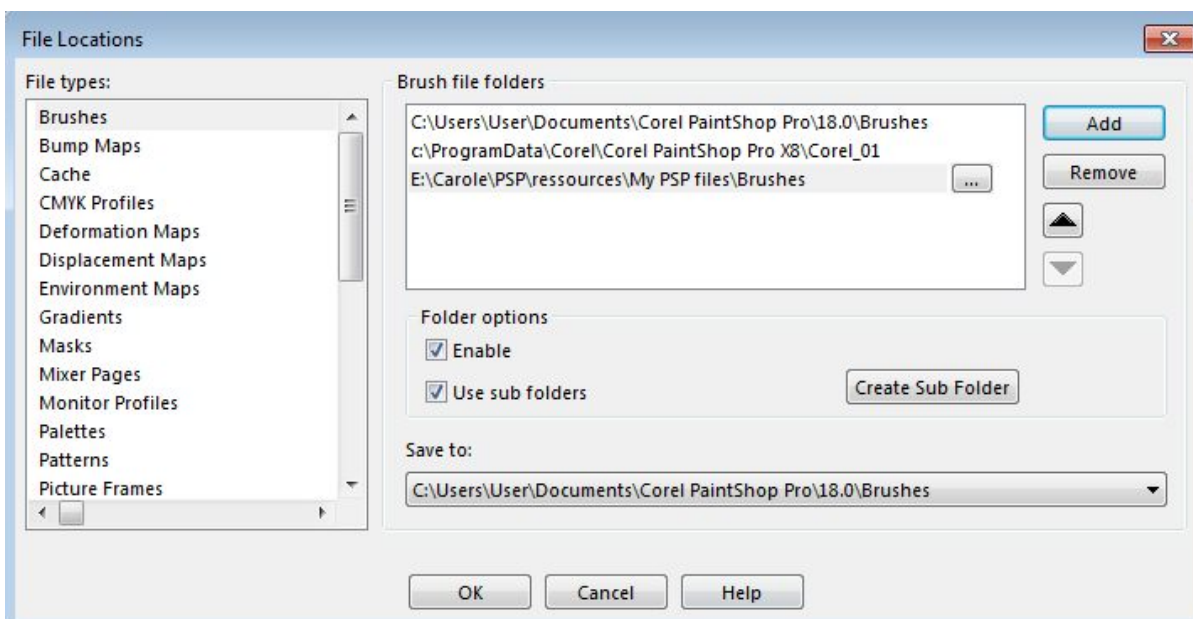 File Locations
File types:
Brushes
Bump Maps
Cache
CMYK Profiles
Deformation Maps
Displacement Maps
Environment Maps
Gradients
Masks
Mixer Pages
Monitor Profiles
Palettes
Patterns
Picture Frames
Brush file folders
C:\Users\User\Documents\Corel PaintShop Pro\18.0\Brushes
c:\ProgramData\Corel\Corel PaintShop Pro X8\Corel_01
E:\Carole\PSP\ressources\My PSP files\Brushes
...
Add
Remove
Folder options
Enable
Use sub folders
Create Sub Folder
Save to:
C:\Users\User\Documents\Corel PaintShop Pro\18.0\Brushes
OK
Cancel
Help